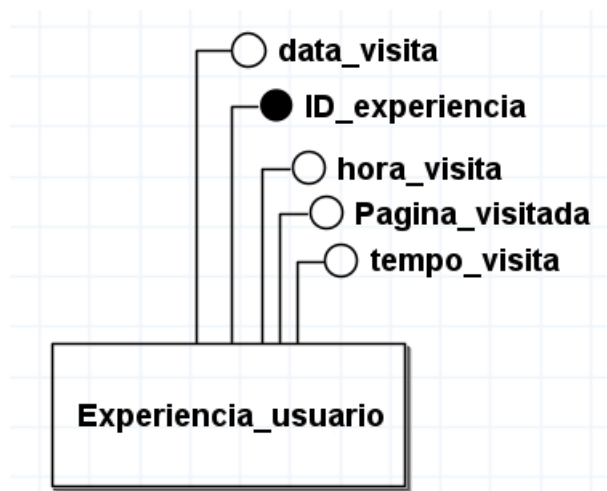 data_visita
ID_experiencia
hora_visita
Pagina_visitada
tempo_visita
Experiencia_usuario